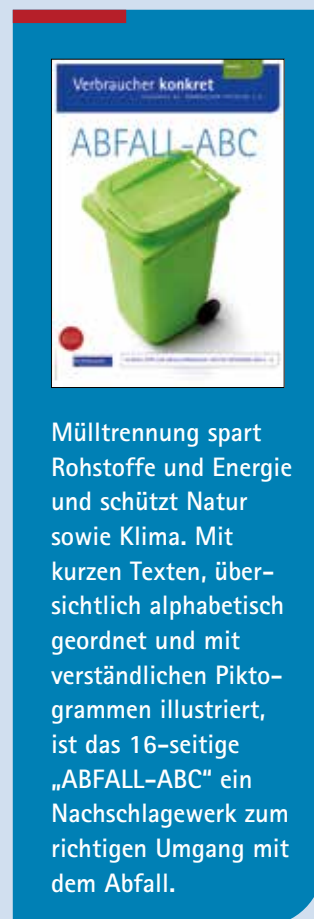 Verbraucher konkret
ABFALL-ABC
Mülltrennung spart
Rohstoffe und Energie
und schützt Natur
sowie Klima. Mit
kurzen Texten, über-
sichtlich alphabetisch
geordnet und mit
verständlichen Pikto-
grammen illustriert,
ist das 16-seitige
„ABFALL-ABC“ ein
Nachschlagewerk zum
richtigen Umgang mit
dem Abfall.